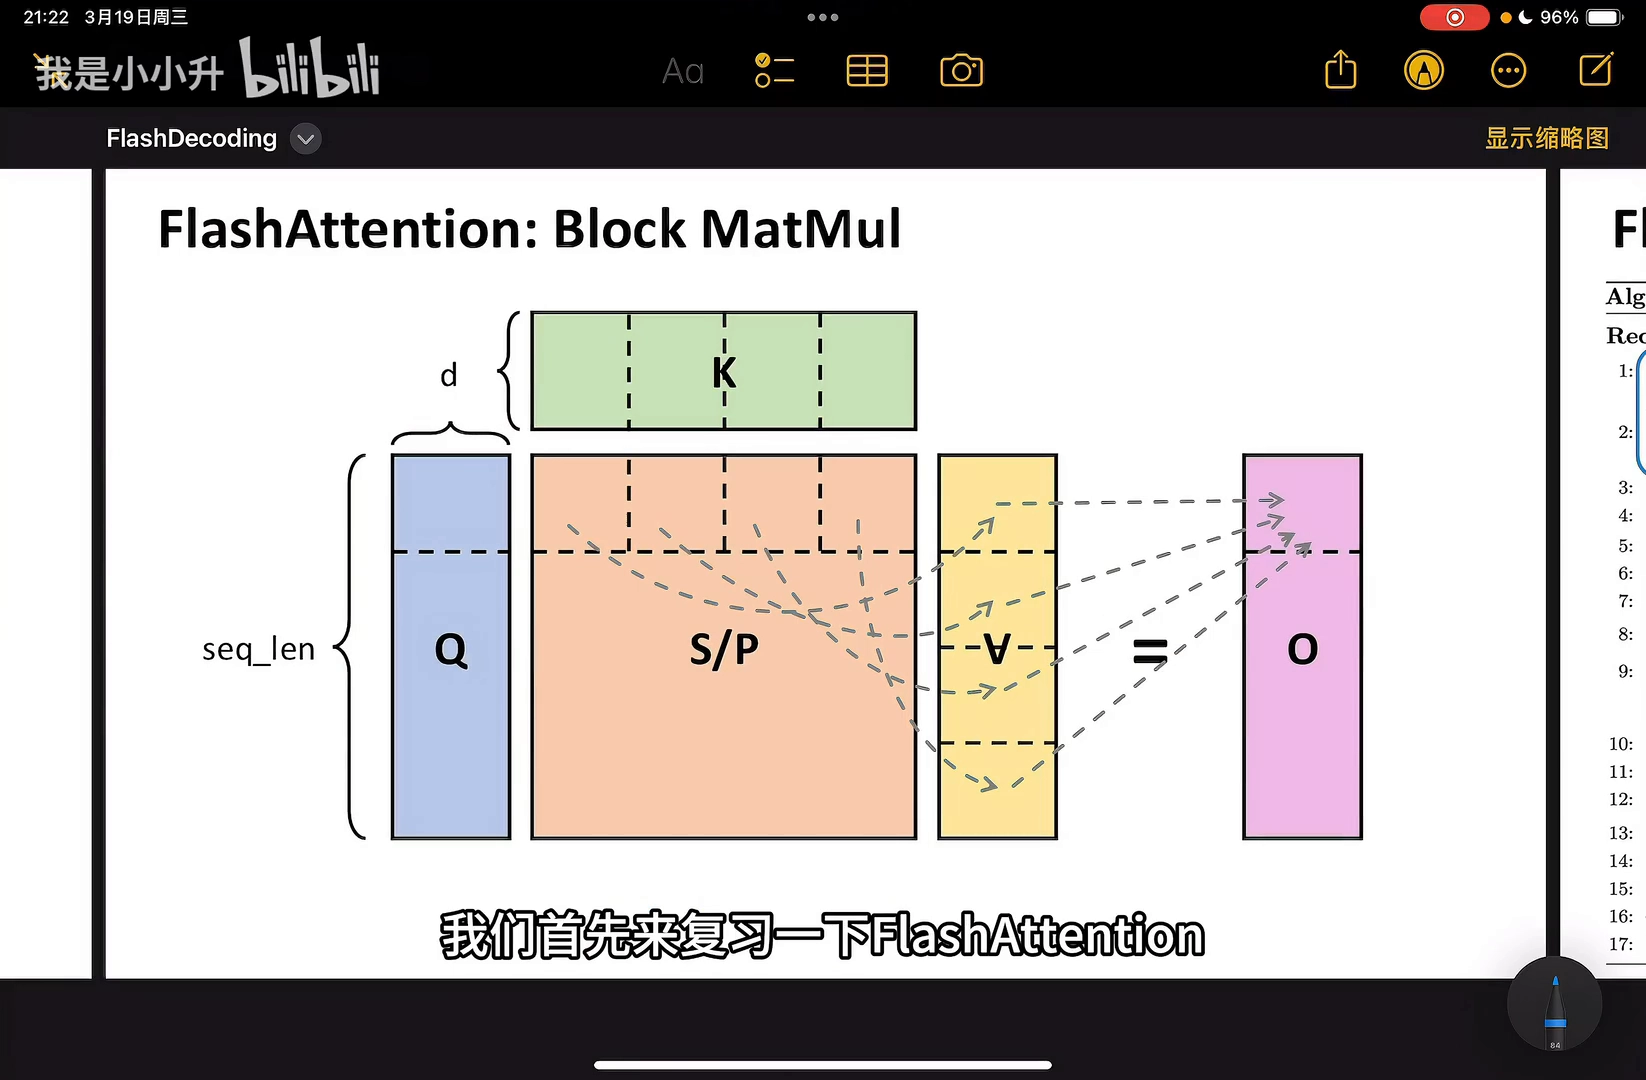 21:22 3月19日周三
96%
我是小小升 bilibili
Aa
FlashDecoding
显示缩略图
FlashAttention: Block MatMul
Alg
1:
2:
3:
4:
5:
6:
7:
8:
9:
10:
11:
12:
13:
14:
15:
16:
17:
d
K
seq_len
Q
S/P
V
=
O
我们首先来复习一下FlashAttention
84